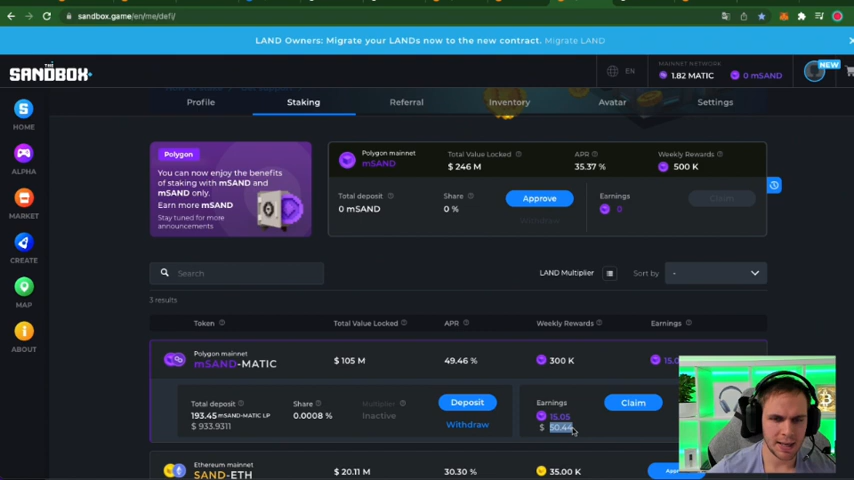 sandbox.game/en/me/defi/
LAND Owners: Migrate your LANDs now to the new contract. Migrate LAND
THE SANDBOX
EN
MAINNET NETWORK
1.82 MATIC 0 mSAND
NEW
Profile Staking Referral Inventory Avatar Settings
HOME
ALPHA
MARKET
CREATE
MAP
ABOUT
Polygon
You can now enjoy the benefits
of staking with mSAND and
mSAND only.
Earn more mSAND
Stay tuned for more
announcements
Polygon mainnet
mSAND
Total Value Locked
$ 246 M
APR
35.37 %
Weekly Rewards
500 K
Total deposit
0 mSAND
Share
0 %
Approve
Withdraw
Earnings
0
Claim
Search
LAND Multiplier
Sort by -
3 results
Token Total Value Locked APR Weekly Rewards Earnings
Polygon mainnet
mSAND-MATIC $ 105 M 49.46 % 300 K
Total deposit
193.45 mSAND-MATIC LP
$ 933.9311
Share
0.0008 %
Multiplier
Inactive
Deposit
Withdraw
Earnings
15.05
$ 50.44
Claim
Ethereum mainnet
SAND-ETH $ 20.11 M 30.30 % 35.00 K